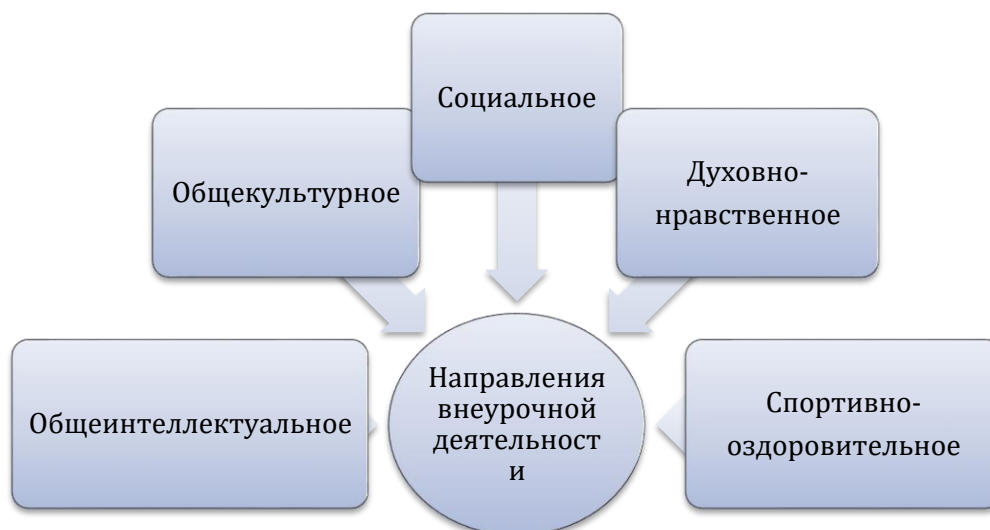 Социальное
Общекультурное
Духовно-
нравственное
Общеинтеллектуальное
Направления
внеурочной
деятельност
и
Спортивно-
оздоровительное